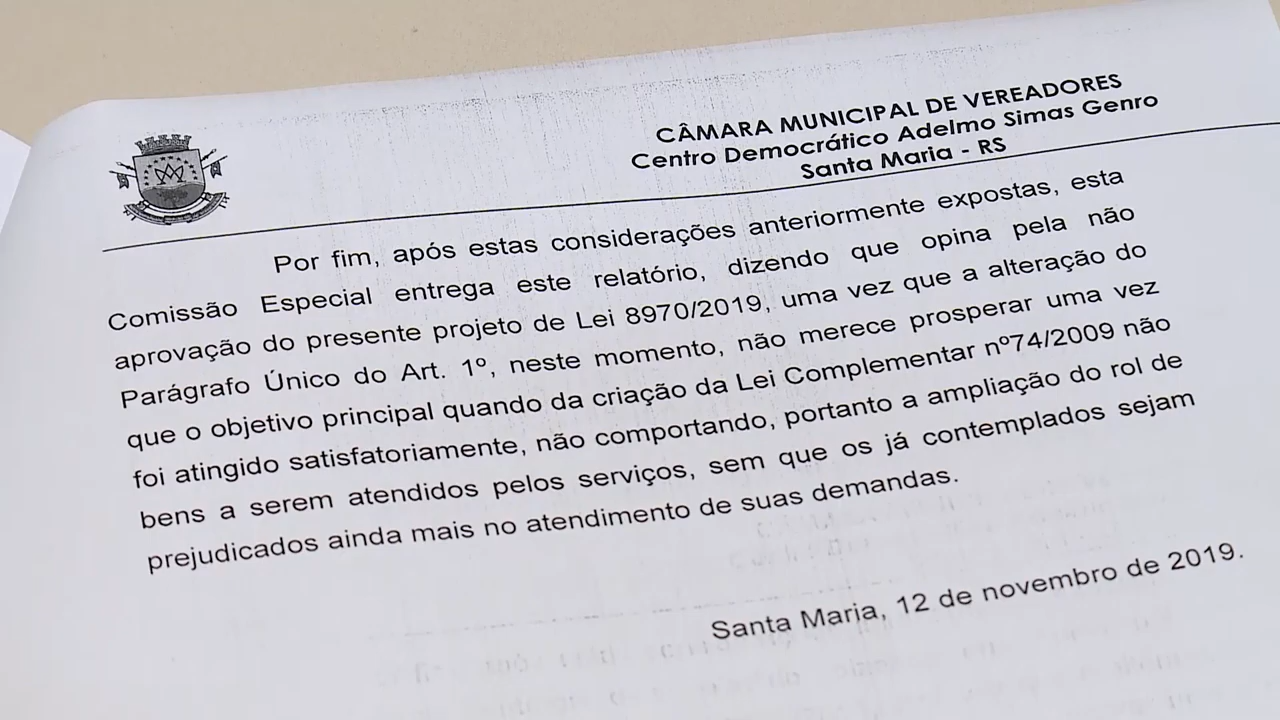 CÂMARA MUNICIPAL DE VEREADORES
Centro Democrático Adelmo Simas Genro
Santa Maria - RS
Por fim, após estas considerações anteriormente expostas, esta
Comissão Especial entrega este relatório, dizendo que opina pela não
aprovação do presente projeto de Lei 8970/2019, uma vez que a alteração do
Parágrafo Único do Art. 1º, neste momento, não merece prosperar uma vez
que o objetivo principal quando da criação da Lei Complementar nº74/2009 não
foi atingido satisfatoriamente, não comportando, portanto a ampliação do rol de
bens a serem atendidos pelos serviços, sem que os já contemplados sejam
prejudicados ainda mais no atendimento de suas demandas.
Santa Maria, 12 de novembro de 2019.